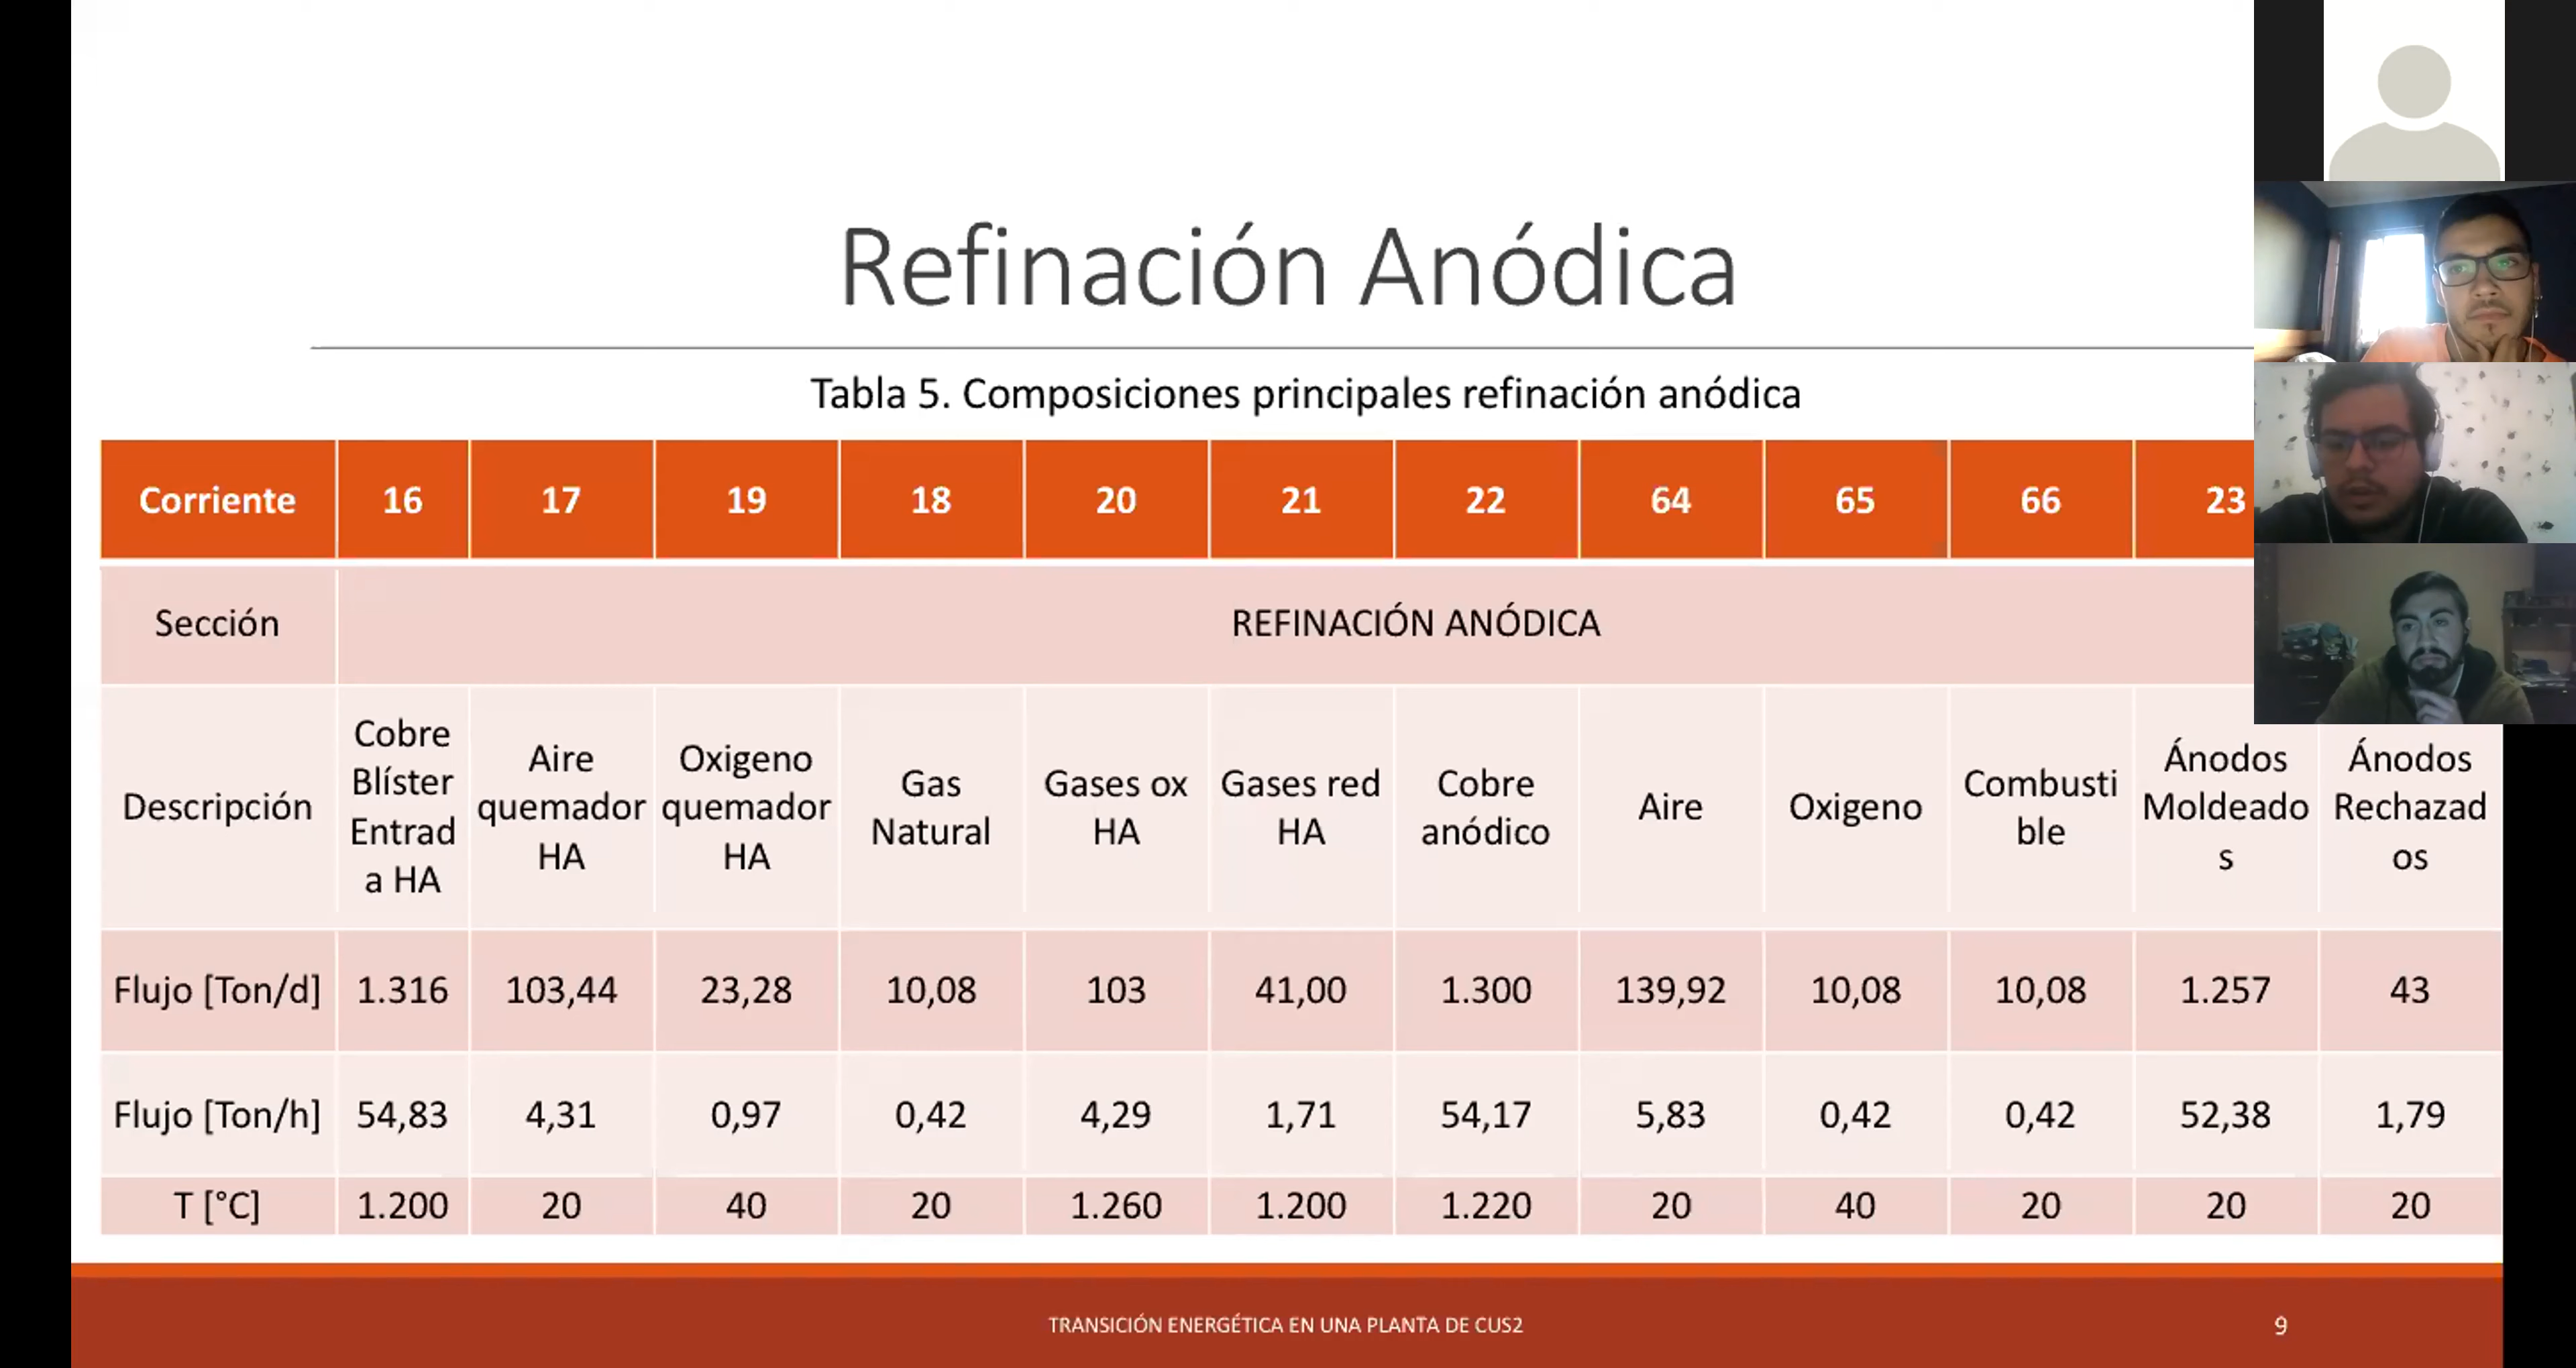 Refinación Anódica
Tabla 5. Composiciones principales refinación anódica
Corriente 16 17 19 18 20 21 22 64 65 66 23
Sección REFINACIÓN ANÓDICA
Descripción
Cobre
Blíster
Entrad
a HA
Aire
quemador
HA
Oxigeno
quemador
HA
Gas
Natural
Gases ox
HA
Gases red
HA
Cobre
anódico
Aire
Oxigeno
Combusti
ble
Ánodos
Moldeado
s
Ánodos
Rechazad
os
Flujo [Ton/d] 1.316 103,44 23,28 10,08 103 41,00 1.300 139,92 10,08 10,08 1.257 43
Flujo [Ton/h] 54,83 4,31 0,97 0,42 4,29 1,71 54,17 5,83 0,42 0,42 52,38 1,79
T [°C] 1.200 20 40 20 1.260 1.200 1.220 20 40 20 20 20
TRANSICIÓN ENERGÉTICA EN UNA PLANTA DE CUS2
9